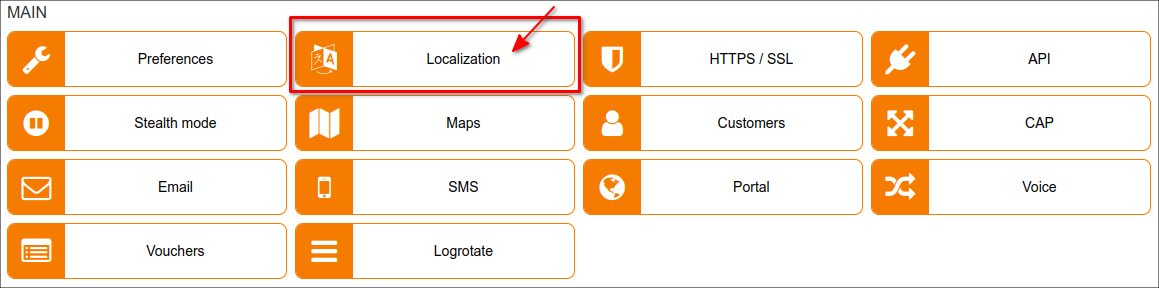 MAIN
Preferences
Localization
HTTPS / SSL
API
Stealth mode
Maps
Customers
CAP
Email
SMS
Portal
Voice
Vouchers
Logrotate